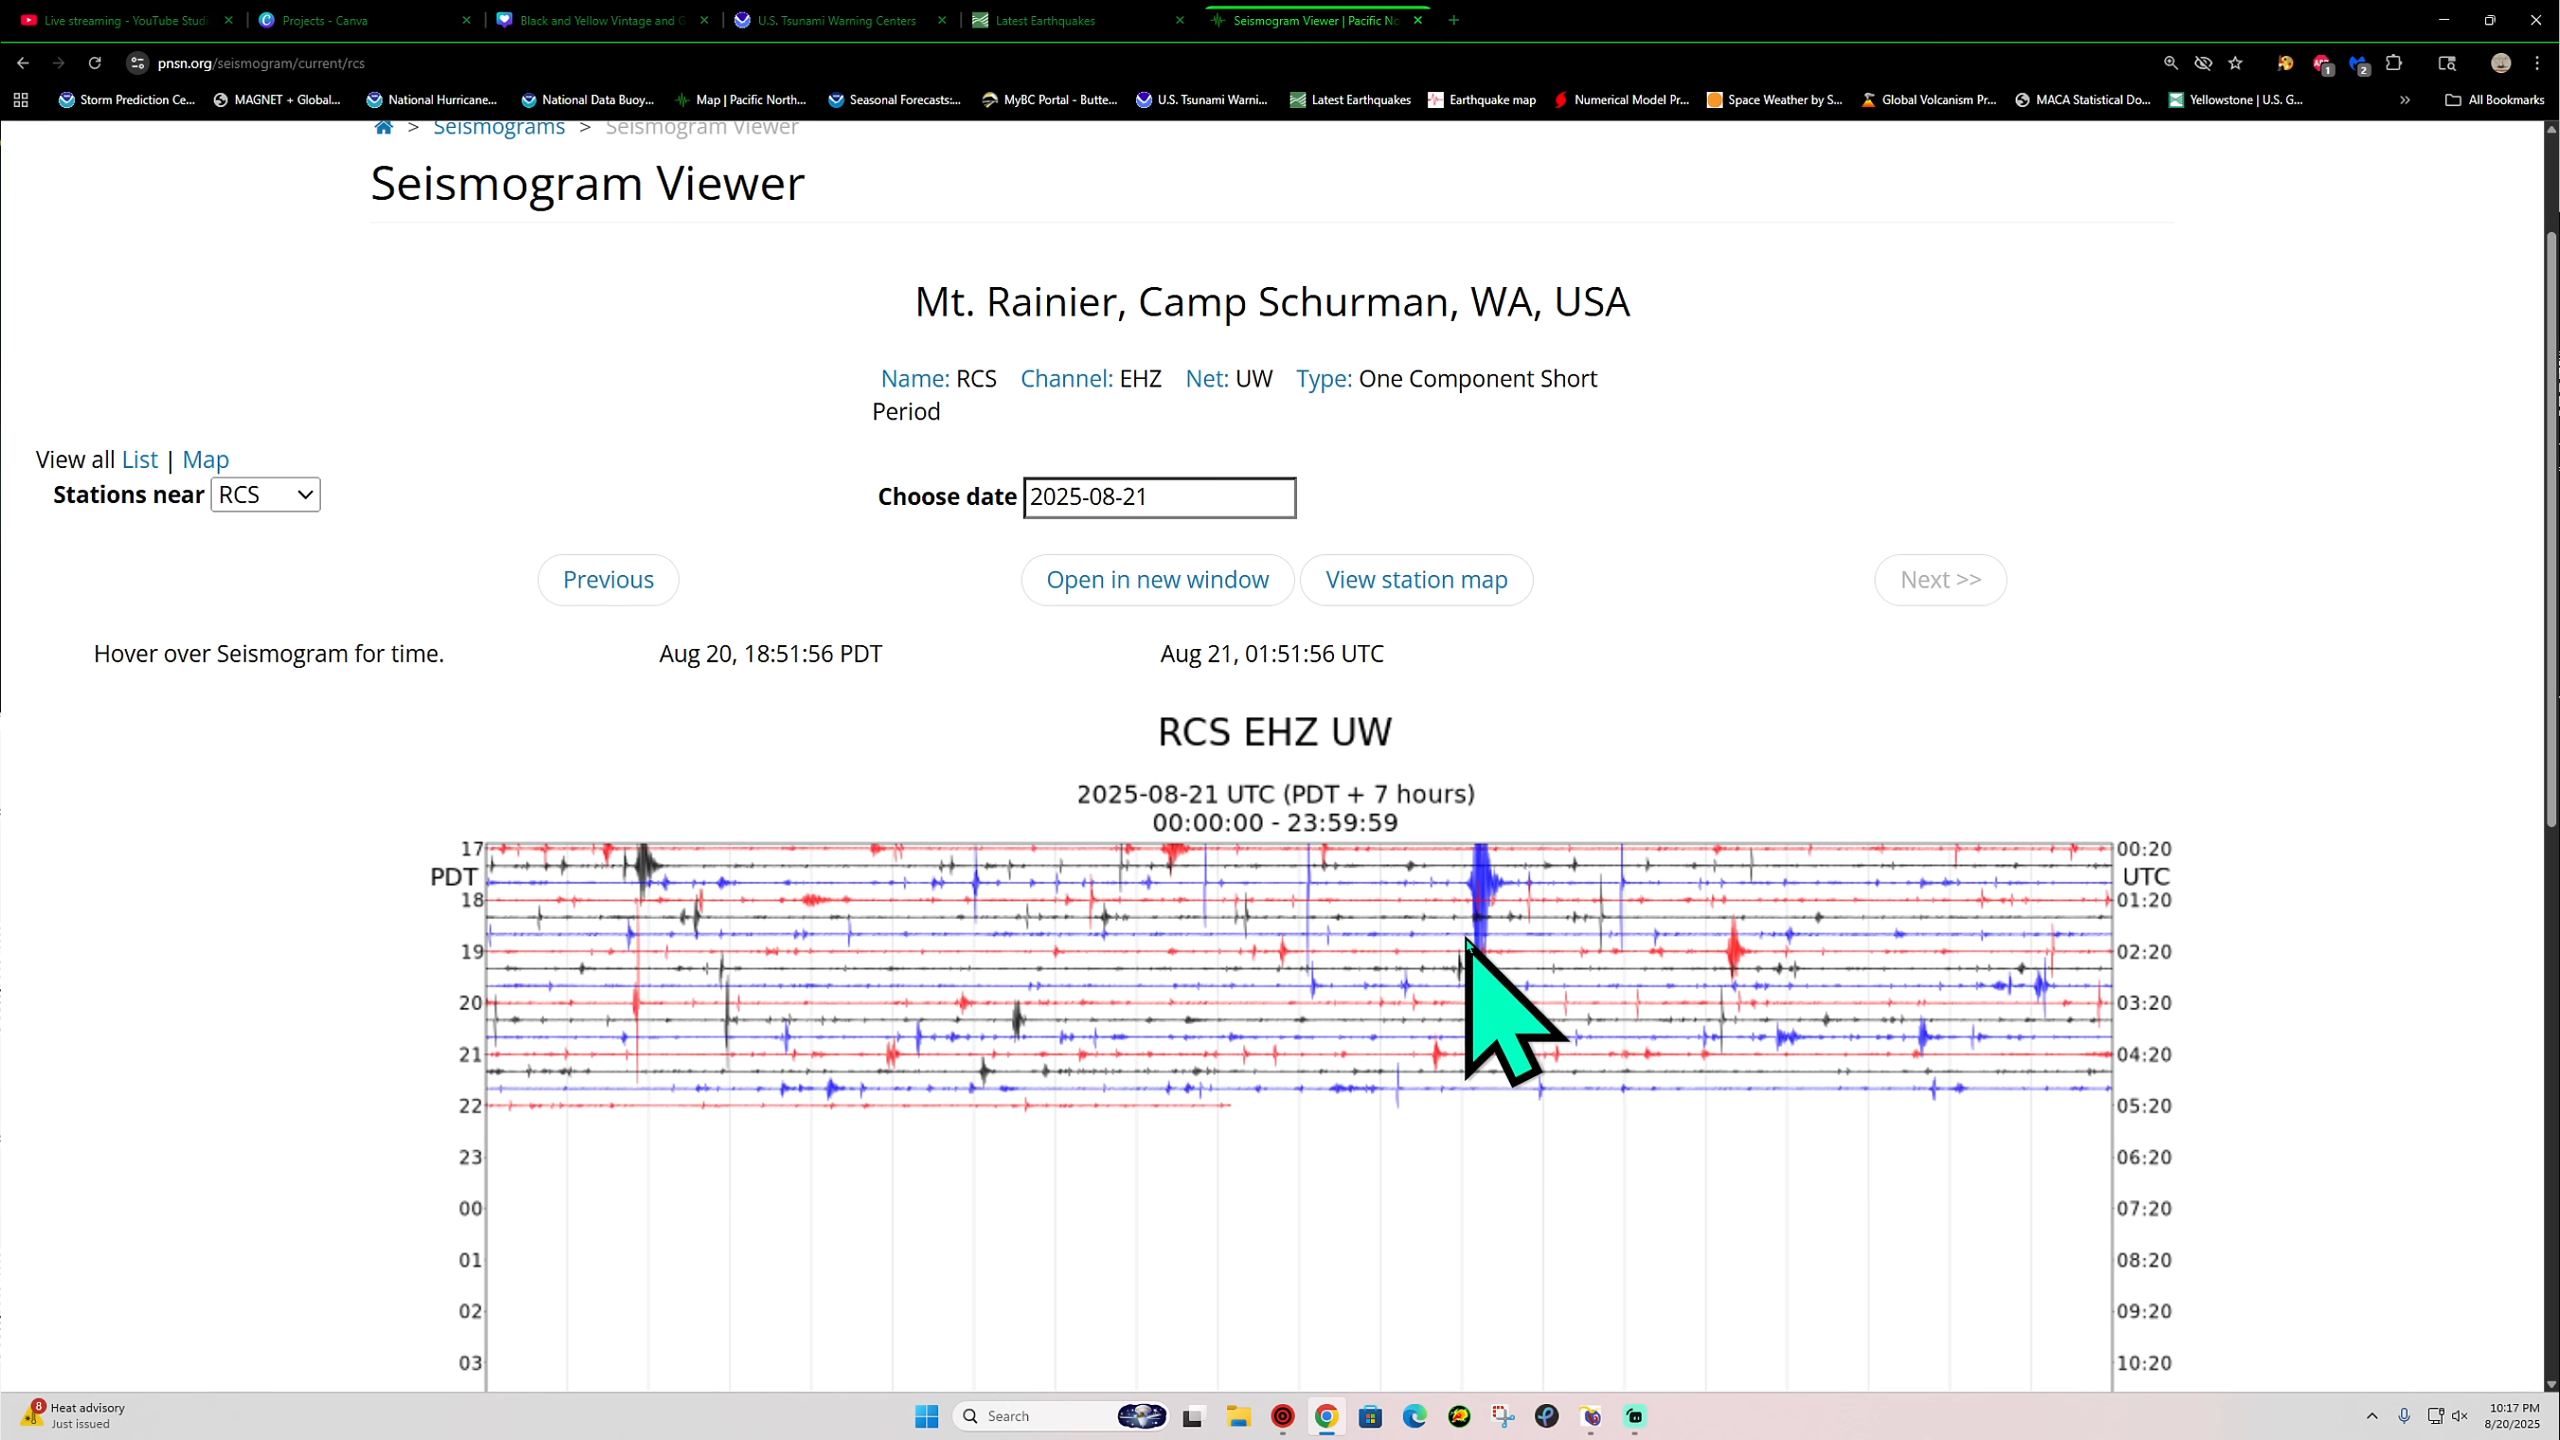 Live streaming - YouTube Studi
Projects - Canva
Black and Yellow Vintage and G
U.S. Tsunami Warning Centers
Latest Earthquakes
Seismogram Viewer | Pacific No
pnsn.org/seismogram/current/rcs
1
2
Storm Prediction Ce...
MAGNET + Global...
National Hurricane...
National Data Buoy...
Map | Pacific North...
Seasonal Forecasts:...
MyBC Portal - Butte...
U.S. Tsunami Warni...
Latest Earthquakes
Earthquake map
Numerical Model Pr...
Space Weather by S...
Global Volcanism Pr...
MACA Statistical Do...
Yellowstone | U.S. G...
»
All Bookmarks
> Seismograms > Seismogram Viewer
Seismogram Viewer
Mt. Rainier, Camp Schurman, WA, USA
Name: RCS Channel: EHZ Net: UW Type: One Component Short
Period
View all List | Map
Stations near RCS
Choose date 2025-08-21
Previous
Open in new window
View station map
Next >>
Hover over Seismogram for time.
Aug 20, 18:51:56 PDT
Aug 21, 01:51:56 UTC
RCS EHZ UW
2025-08-21 UTC (PDT + 7 hours)
00:00:00 - 23:59:59
17 00:20
PDT UTC
18 01:20
19 02:20
20 03:20
21 04:20
22 05:20
23 06:20
00 07:20
01 08:20
02 09:20
03 10:20
8
Heat advisory
Just issued
Search
10:17 PM
8/20/2025